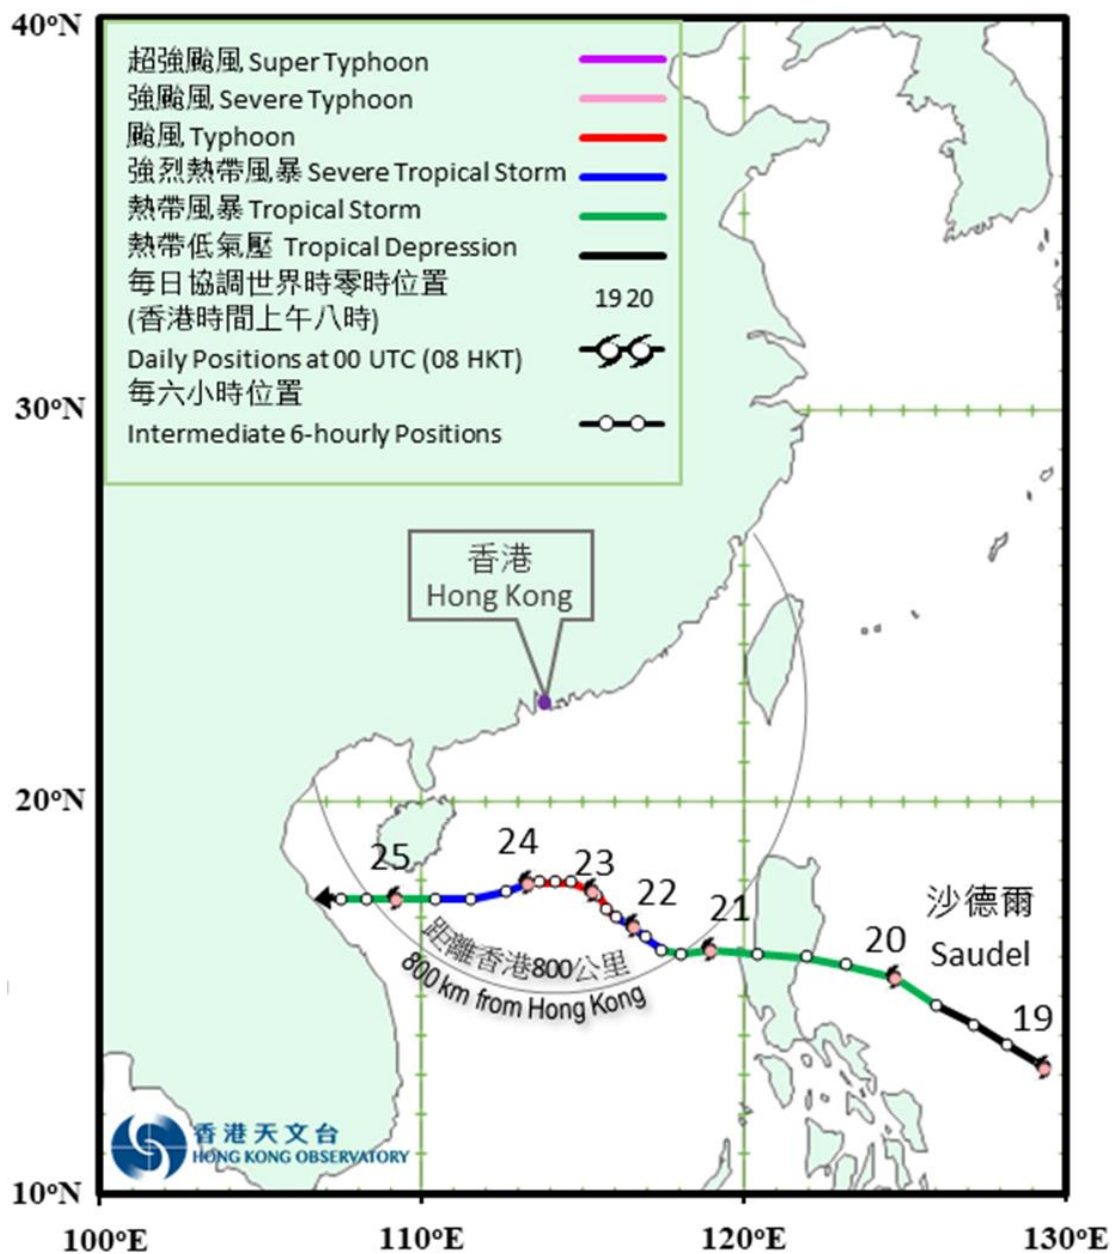 40°N
超強颱風 Super Typhoon
強颱風 Severe Typhoon
颱風 Typhoon
強烈熱帶風暴 Severe Tropical Storm
熱帶風暴 Tropical Storm
熱帶低氣壓 Tropical Depression
每日協調世界時零時位置
(香港時間上午八時)
19 20
Daily Positions at 00 UTC (08 HKT)
每六小時位置
Intermediate 6-hourly Positions
30°N
香港
Hong Kong
20°N
25
24
23
22
21
20
19
沙德爾
Saudel
距離香港800公里
800 km from Hong Kong
香港天文台
HONG KONG OBSERVATORY
10°N
100°E
110°E
120°E
130°E